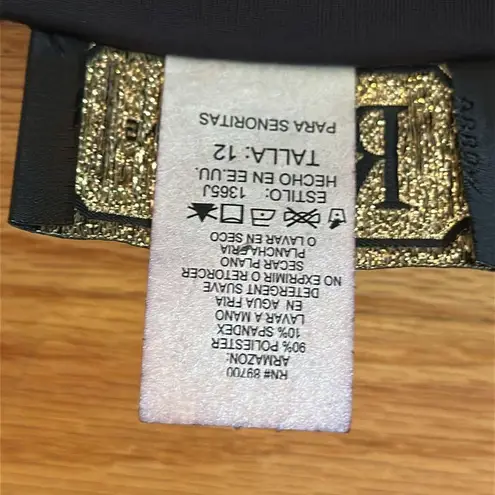 RN# 89700
ARMAZON:
90% POLIESTER
10% SPANDEX
LAVAR A MANO
EN AGUA FRIA
DETERGENT SUAVE
NO EXPRIMIR O RETORCER
SECAR PLANO
PLANCHA FRIA
O LAVAR EN SECO
ESTILO: 1365J
HECHO EN EE.UU.
TALLA: 12
PARA SEÑORITAS
R